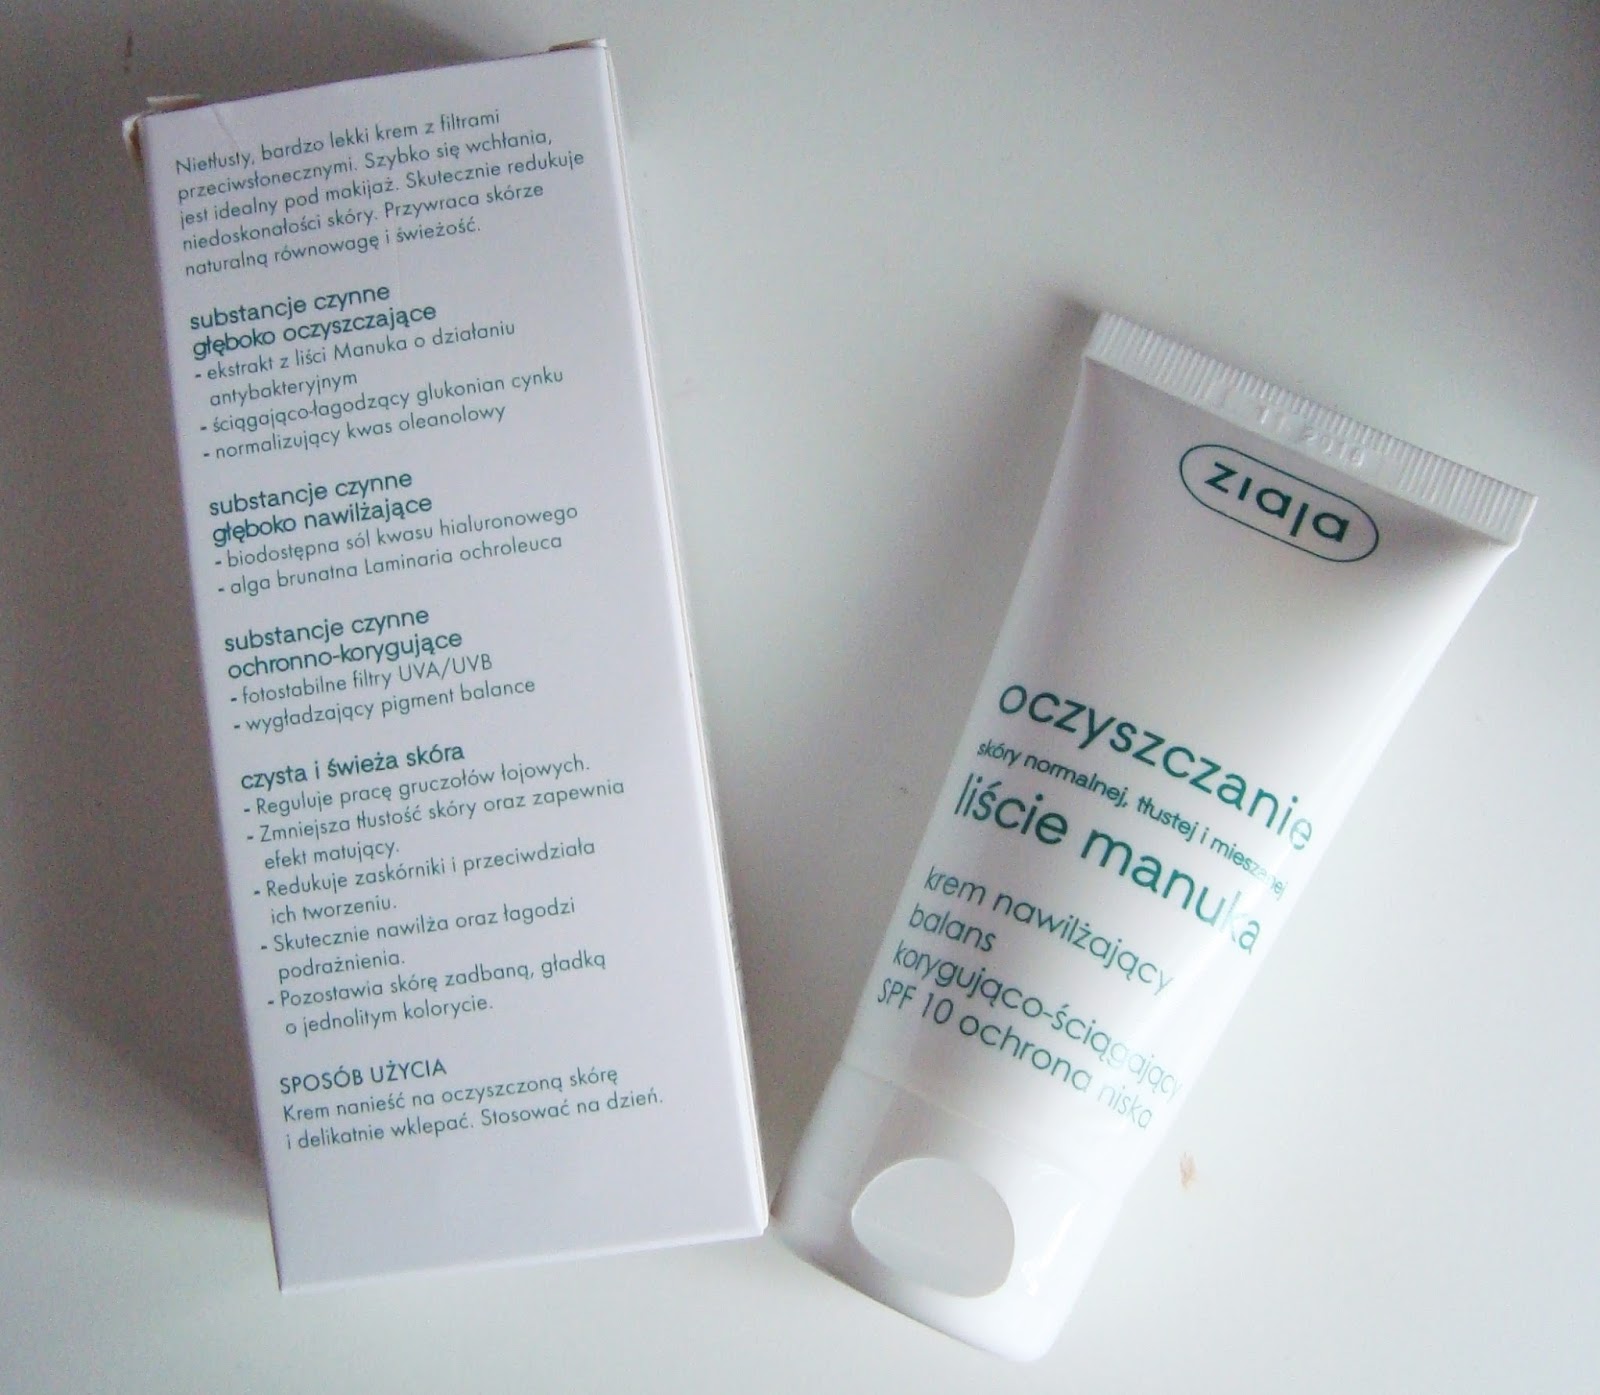 Nietłusty, bardzo lekki krem z filtrami
przeciwsłonecznymi. Szybko się wchłania,
jest idealny pod makijaż. Skutecznie redukuje
niedoskonałości skóry. Przywraca skórze
naturalną równowagę i świeżość.
substancje czynne
głęboko oczyszczające
- ekstrakt z liści Manuka o działaniu
antybakteryjnym
- ściągająco-łagodzący glukonian cynku
- normalizujący kwas oleanolowy
substancje czynne
głęboko nawilżające
- biodostępna sól kwasu hialuronowego
- alga brunatna Laminaria ochroleuca
substancje czynne
ochronno-korygujące
- fotostabilne filtry UVA/UVB
- wygładzający pigment balance
czysta i świeża skóra
- Reguluje pracę gruczołów łojowych.
- Zmniejsza tłustość skóry oraz zapewnia
efekt matujący.
- Redukuje zaskórniki i przeciwdziała
ich tworzeniu.
- Skutecznie nawilża oraz łagodzi
podrażnienia.
- Pozostawia skórę zadbaną, gładką
o jednolitym kolorycie.
SPOSÓB UŻYCIA
Krem nanieść na oczyszczoną skórę
i delikatnie wklepać. Stosować na dzień.
ziaja
oczyszczanie
skóry normalnej, tłustej i mieszanej
liście manuka
krem nawilżający
balans
korygująco-ściągający
SPF 10 ochrona niska